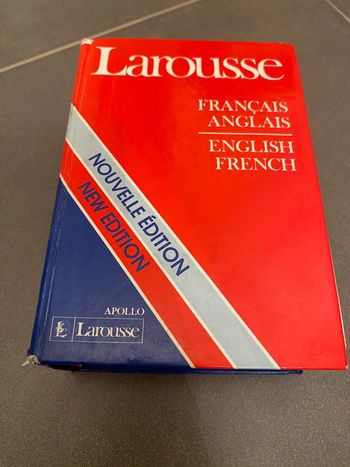 Larousse
FRANÇAIS
ANGLAIS
ENGLISH
FRENCH
NOUVELLE ÉDITION
NEW EDITION
APOLLO
Larousse